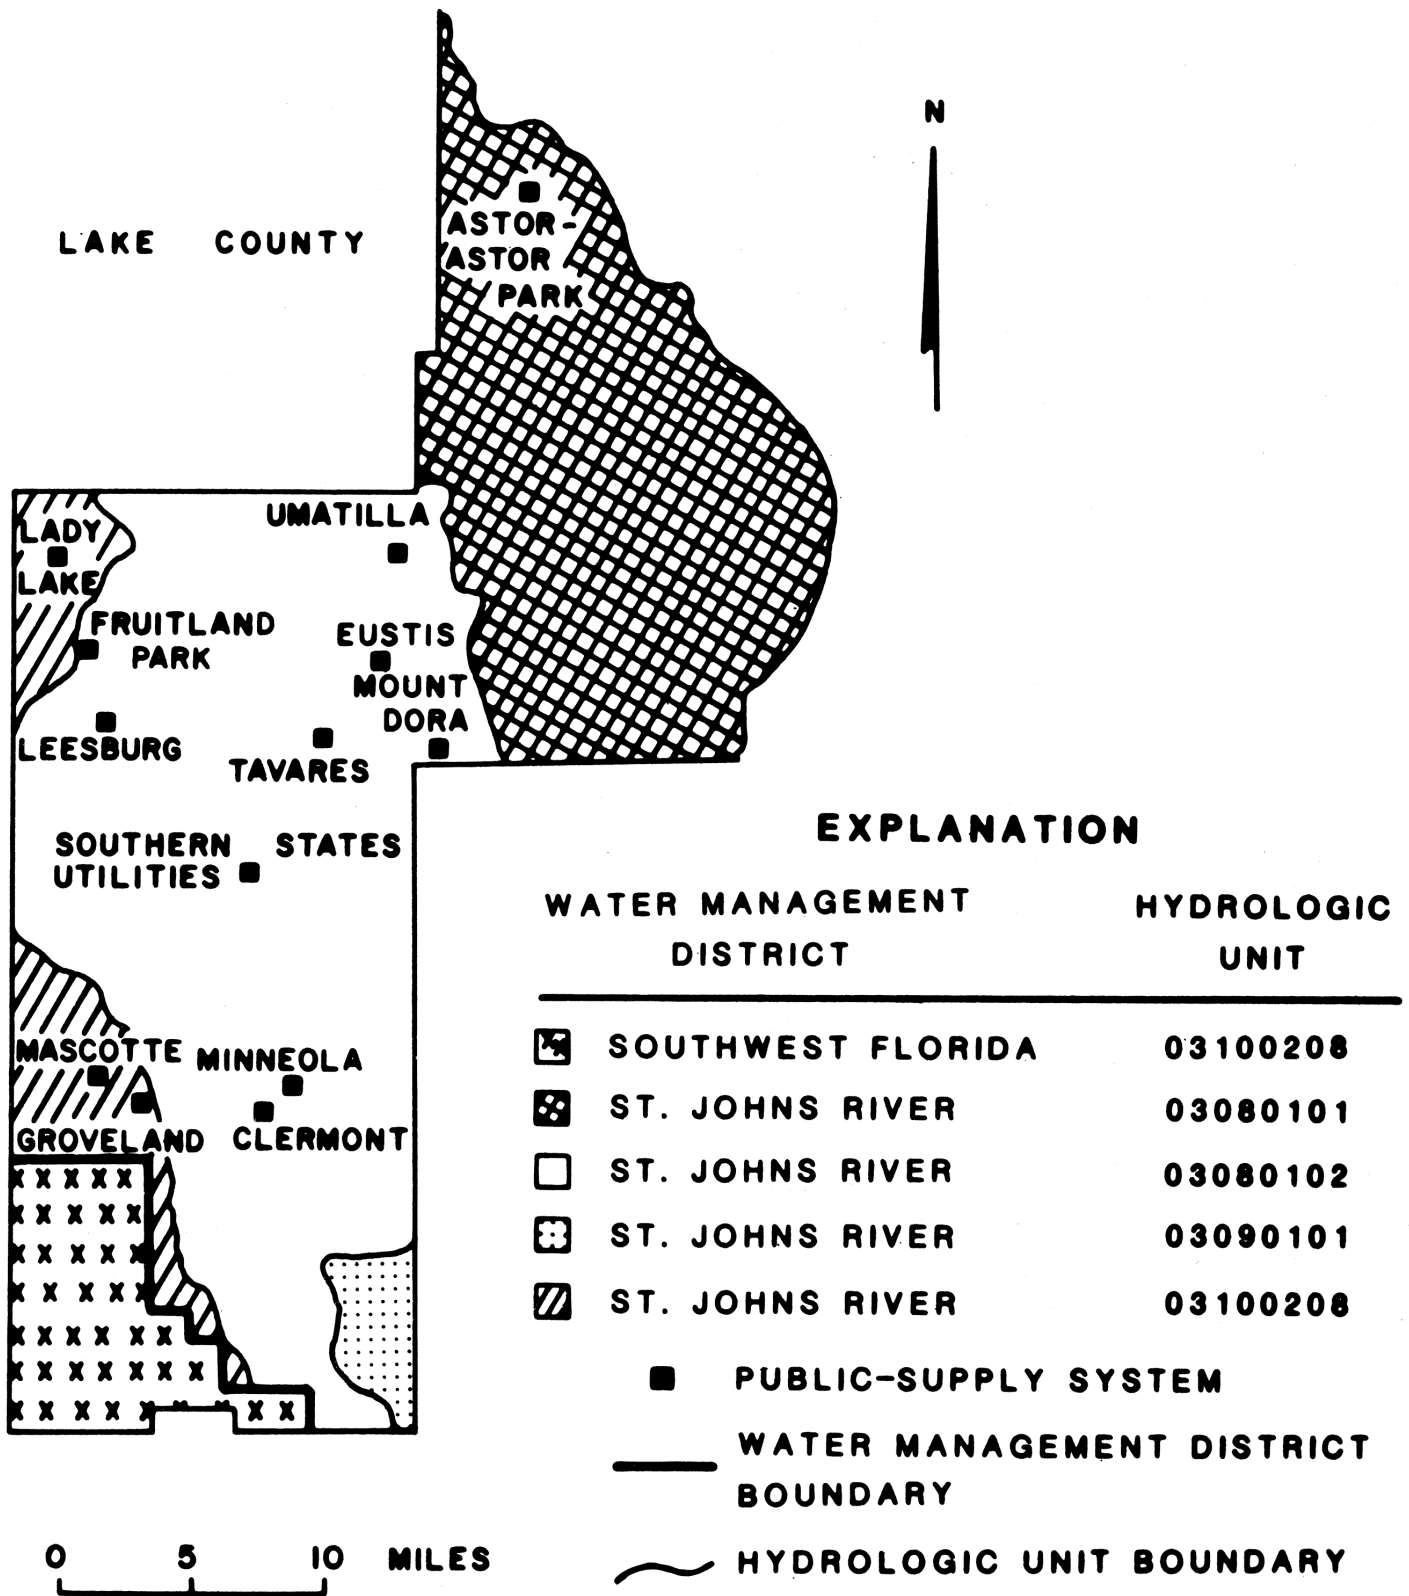 N
LAKE COUNTY
ASTOR-
ASTOR
PARK
LADY
LAKE
UMATILLA
FRUITLAND
PARK
EUSTIS
MOUNT
DORA
LEESBURG
TAVARES
SOUTHERN STATES
UTILITIES
MASCOTTE
MINNEOLA
GROVELAND
CLERMONT
EXPLANATION
WATER MANAGEMENT
DISTRICT
HYDROLOGIC
UNIT
SOUTHWEST FLORIDA 03100208
ST. JOHNS RIVER 03080101
ST. JOHNS RIVER 03080102
ST. JOHNS RIVER 03090101
ST. JOHNS RIVER 03100208
PUBLIC-SUPPLY SYSTEM
WATER MANAGEMENT DISTRICT
BOUNDARY
HYDROLOGIC UNIT BOUNDARY
0 5 10 MILES